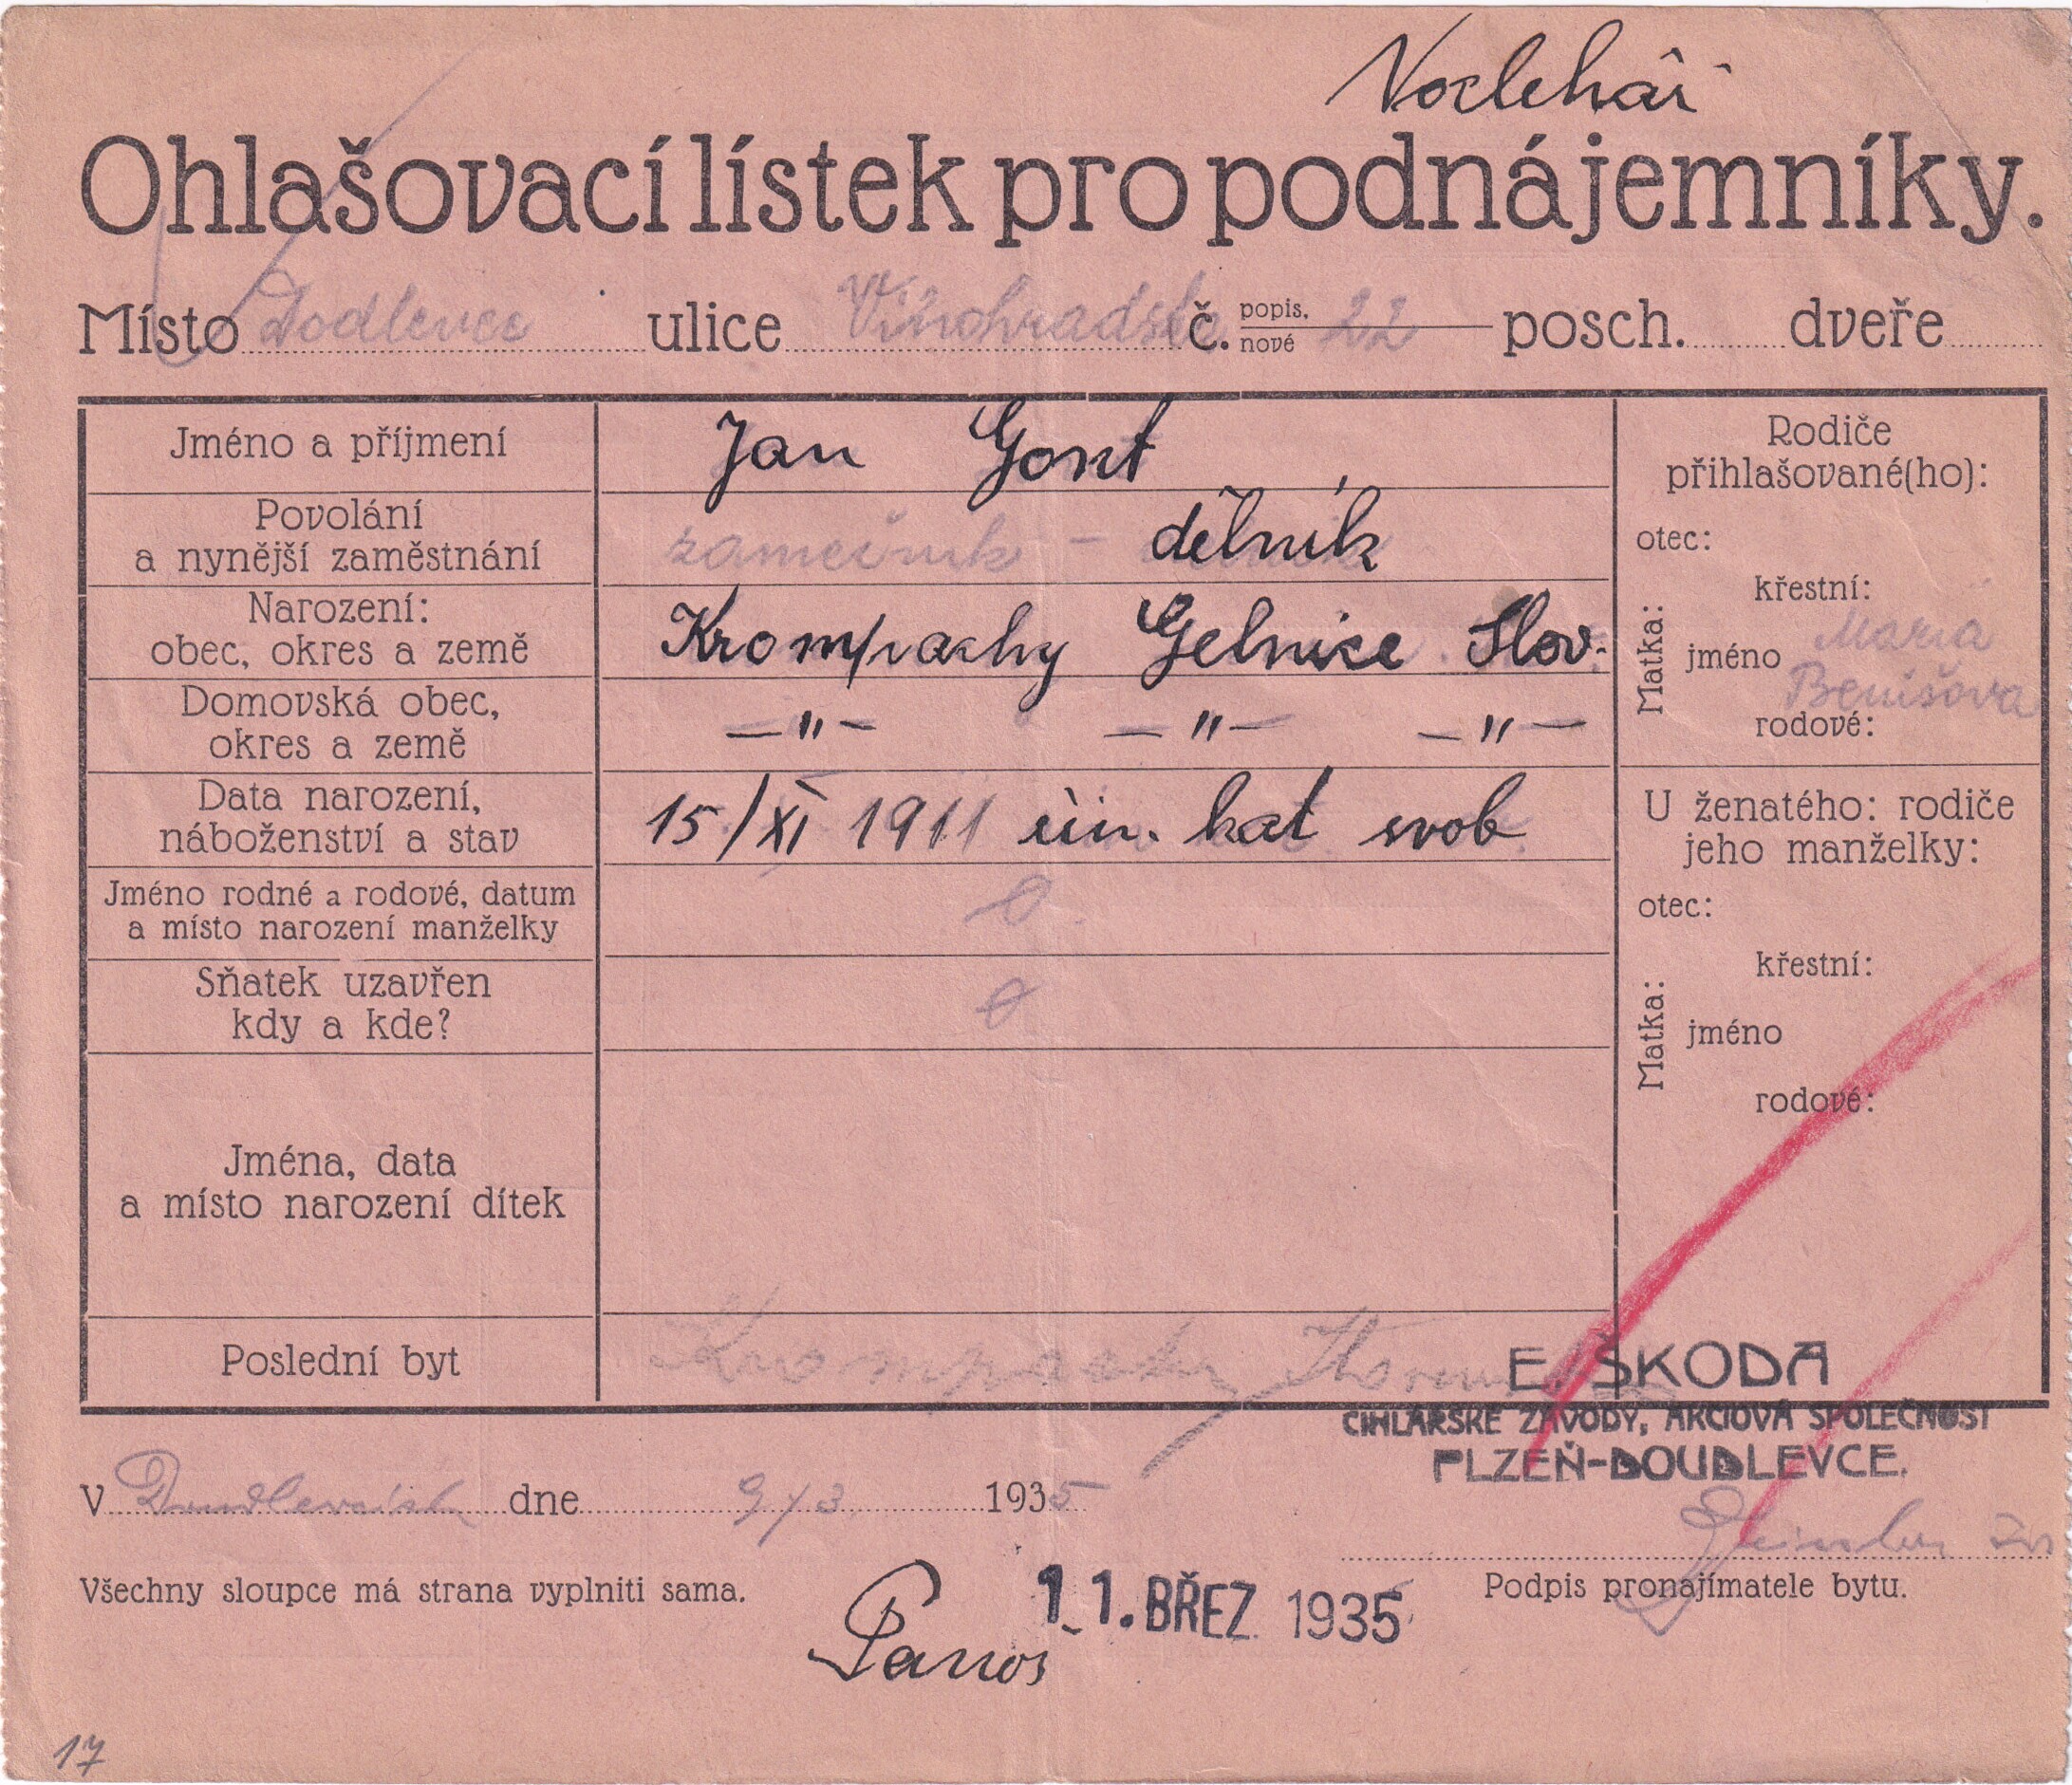 Noclehář
Ohlašovací lístek pro podnájemníky.
Místo Dodlevce ulice Vinohradská č. popis. nové 22 posch. dveře
Jméno a příjmení
Jan Gont
Povolání
a nynější zaměstnání
zamečník - dělník
Narození:
obec, okres a země
Krompachy Gelnice Slov.
Domovská obec,
okres a země
—"— —"— —"—
Data narození,
náboženství a stav
15/XI 1911 řím. kat svob
Jméno rodné a rodové, datum
a místo narození manželky
0
Sňatek uzavřen
kdy a kde?
0
Jména, data
a místo narození dítek
Poslední byt
Krompachy
Rodiče
přihlašované(ho):
otec:
Matka:
křestní:
jméno
Maria
Benišova
rodové:
U ženatého: rodiče
jeho manželky:
otec:
Matka:
křestní:
jméno
rodové:
E. ŠKODA
CIHLÁŘSKÉ ZÁVODY, AKCIOVÁ SPOLEČNOST
PLZEŇ-DOUDLEVCE.
V Doudlevcích dne 9/3 1935
Podpis pronajímatele bytu.
Všechny sloupce má strana vyplniti sama.
11. BŘEZ 1935
Panos
17